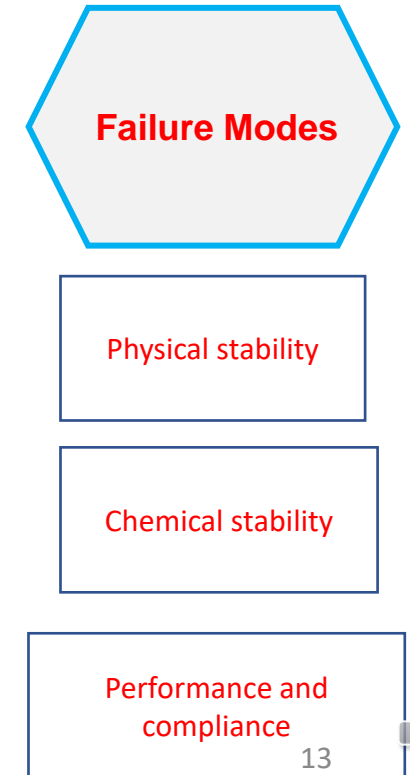 Failure Modes
Physical stability
Chemical stability
Performance and
compliance
13